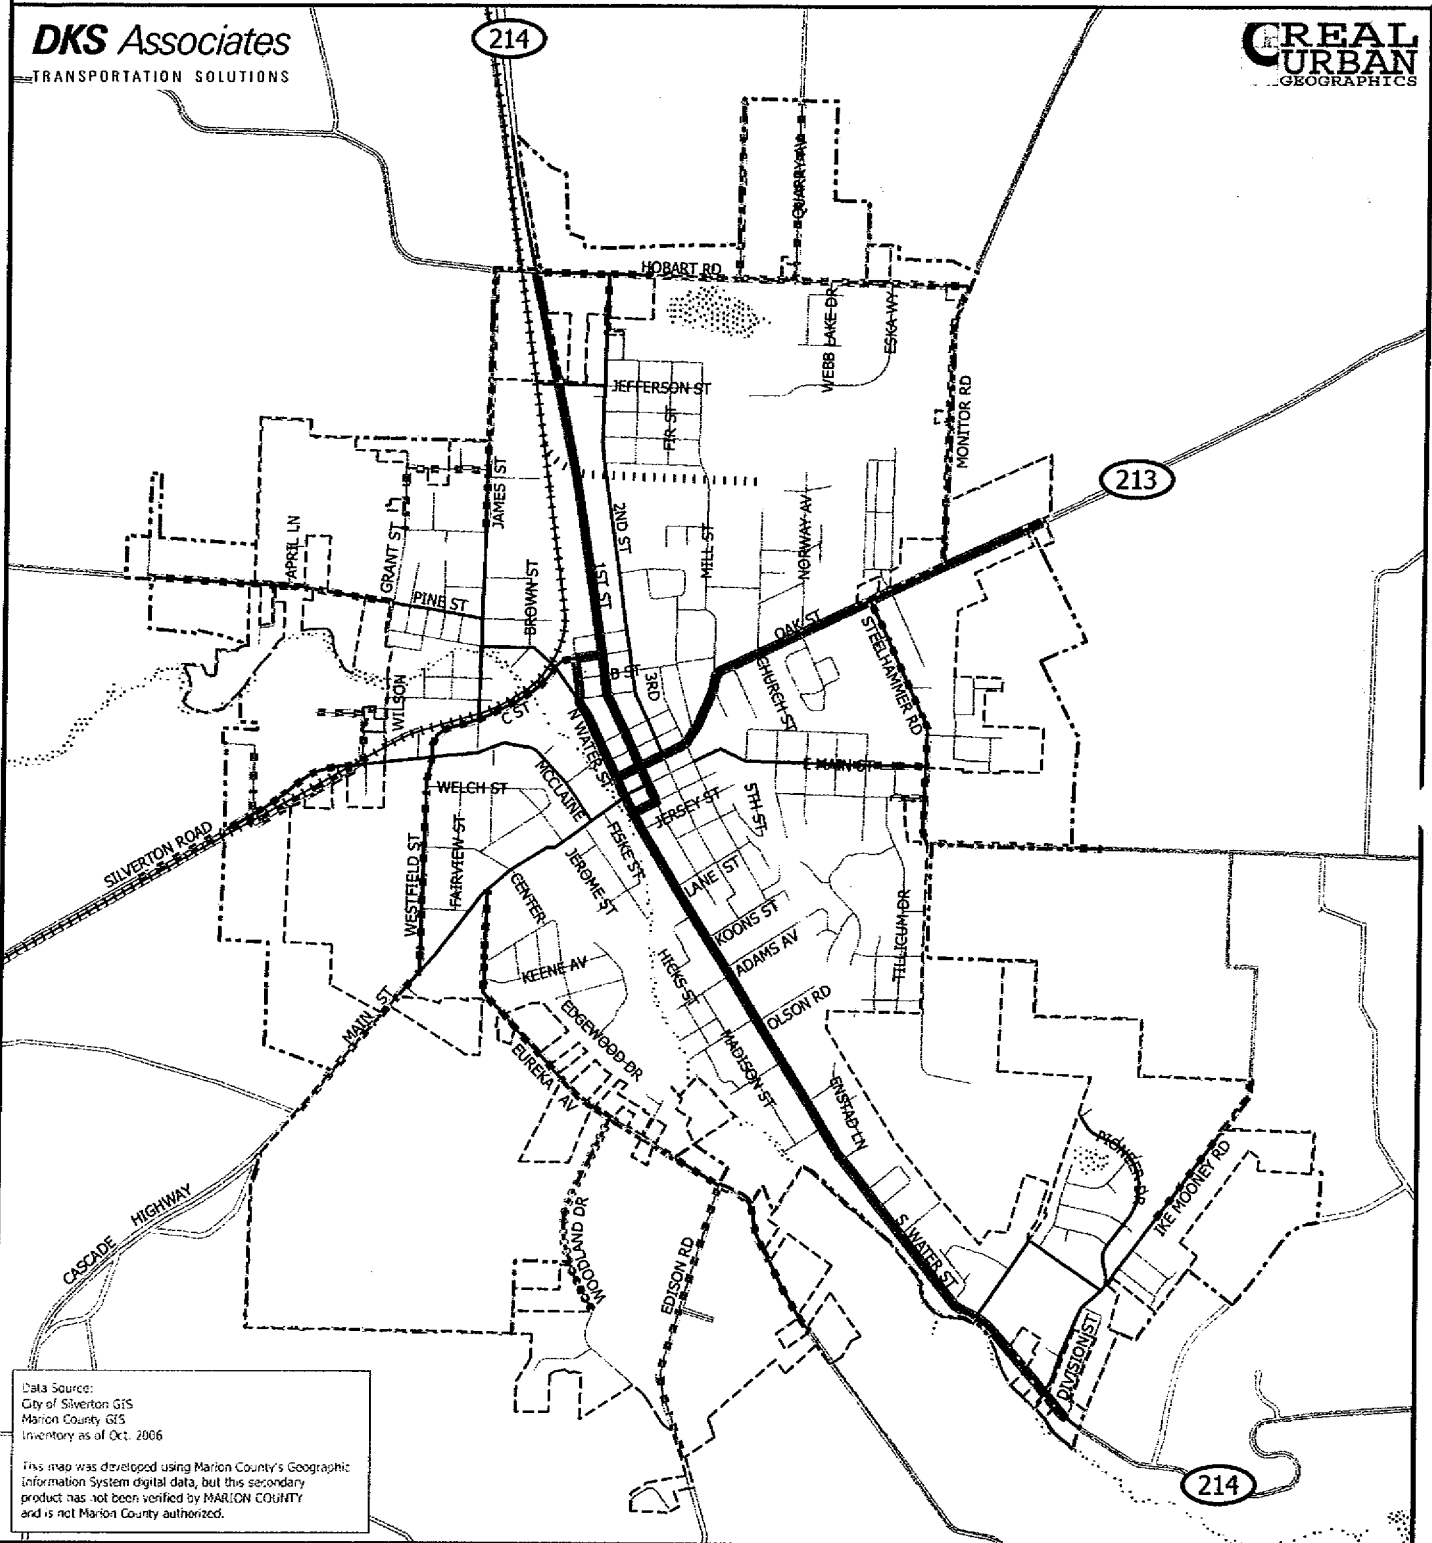 DKS Associates
TRANSPORTATION SOLUTIONS
214
REAL
URBAN
GEOGRAPHICS
QUARRY AV
HOBART RD
WEBB LAKE DR
ESKA WY
JEFFERSON ST
FIR ST
MONITOR RD
213
JAMES ST
APRIL LN
GRANT ST
2ND ST
MILL ST
NORWAY AV
PINE ST
BROWN ST
1ST ST
OAK ST
STEELHAMMER RD
B ST
3RD
CHURCH ST
WILSON
C ST
N WATER ST
E MAIN ST
WELCH ST
MCCLAINE
JERSEY ST
5TH ST
SILVERTON ROAD
WESTFIELD ST
FAIRVIEW ST
FISKE ST
JEROME ST
LANE ST
CENTER
KOONS ST
ADAMS AV
TILLICUM DR
KEENE AV
HICKS ST
MAIN ST
EDGEWOOD DR
OLSON RD
EUREKA AV
MADISON ST
ENSTAD LN
PIONEER DR
IKE MOONEY RD
CASCADE HIGHWAY
WOODLAND DR
EDISON RD
S WATER ST
DIVISION ST
214
Data Source:
City of Silverton GIS
Marion County GIS
Inventory as of Oct. 2006
This map was developed using Marion County's Geographic
Information System digital data, but this secondary
product has not been verified by MARION COUNTY
and is not Marion County authorized.